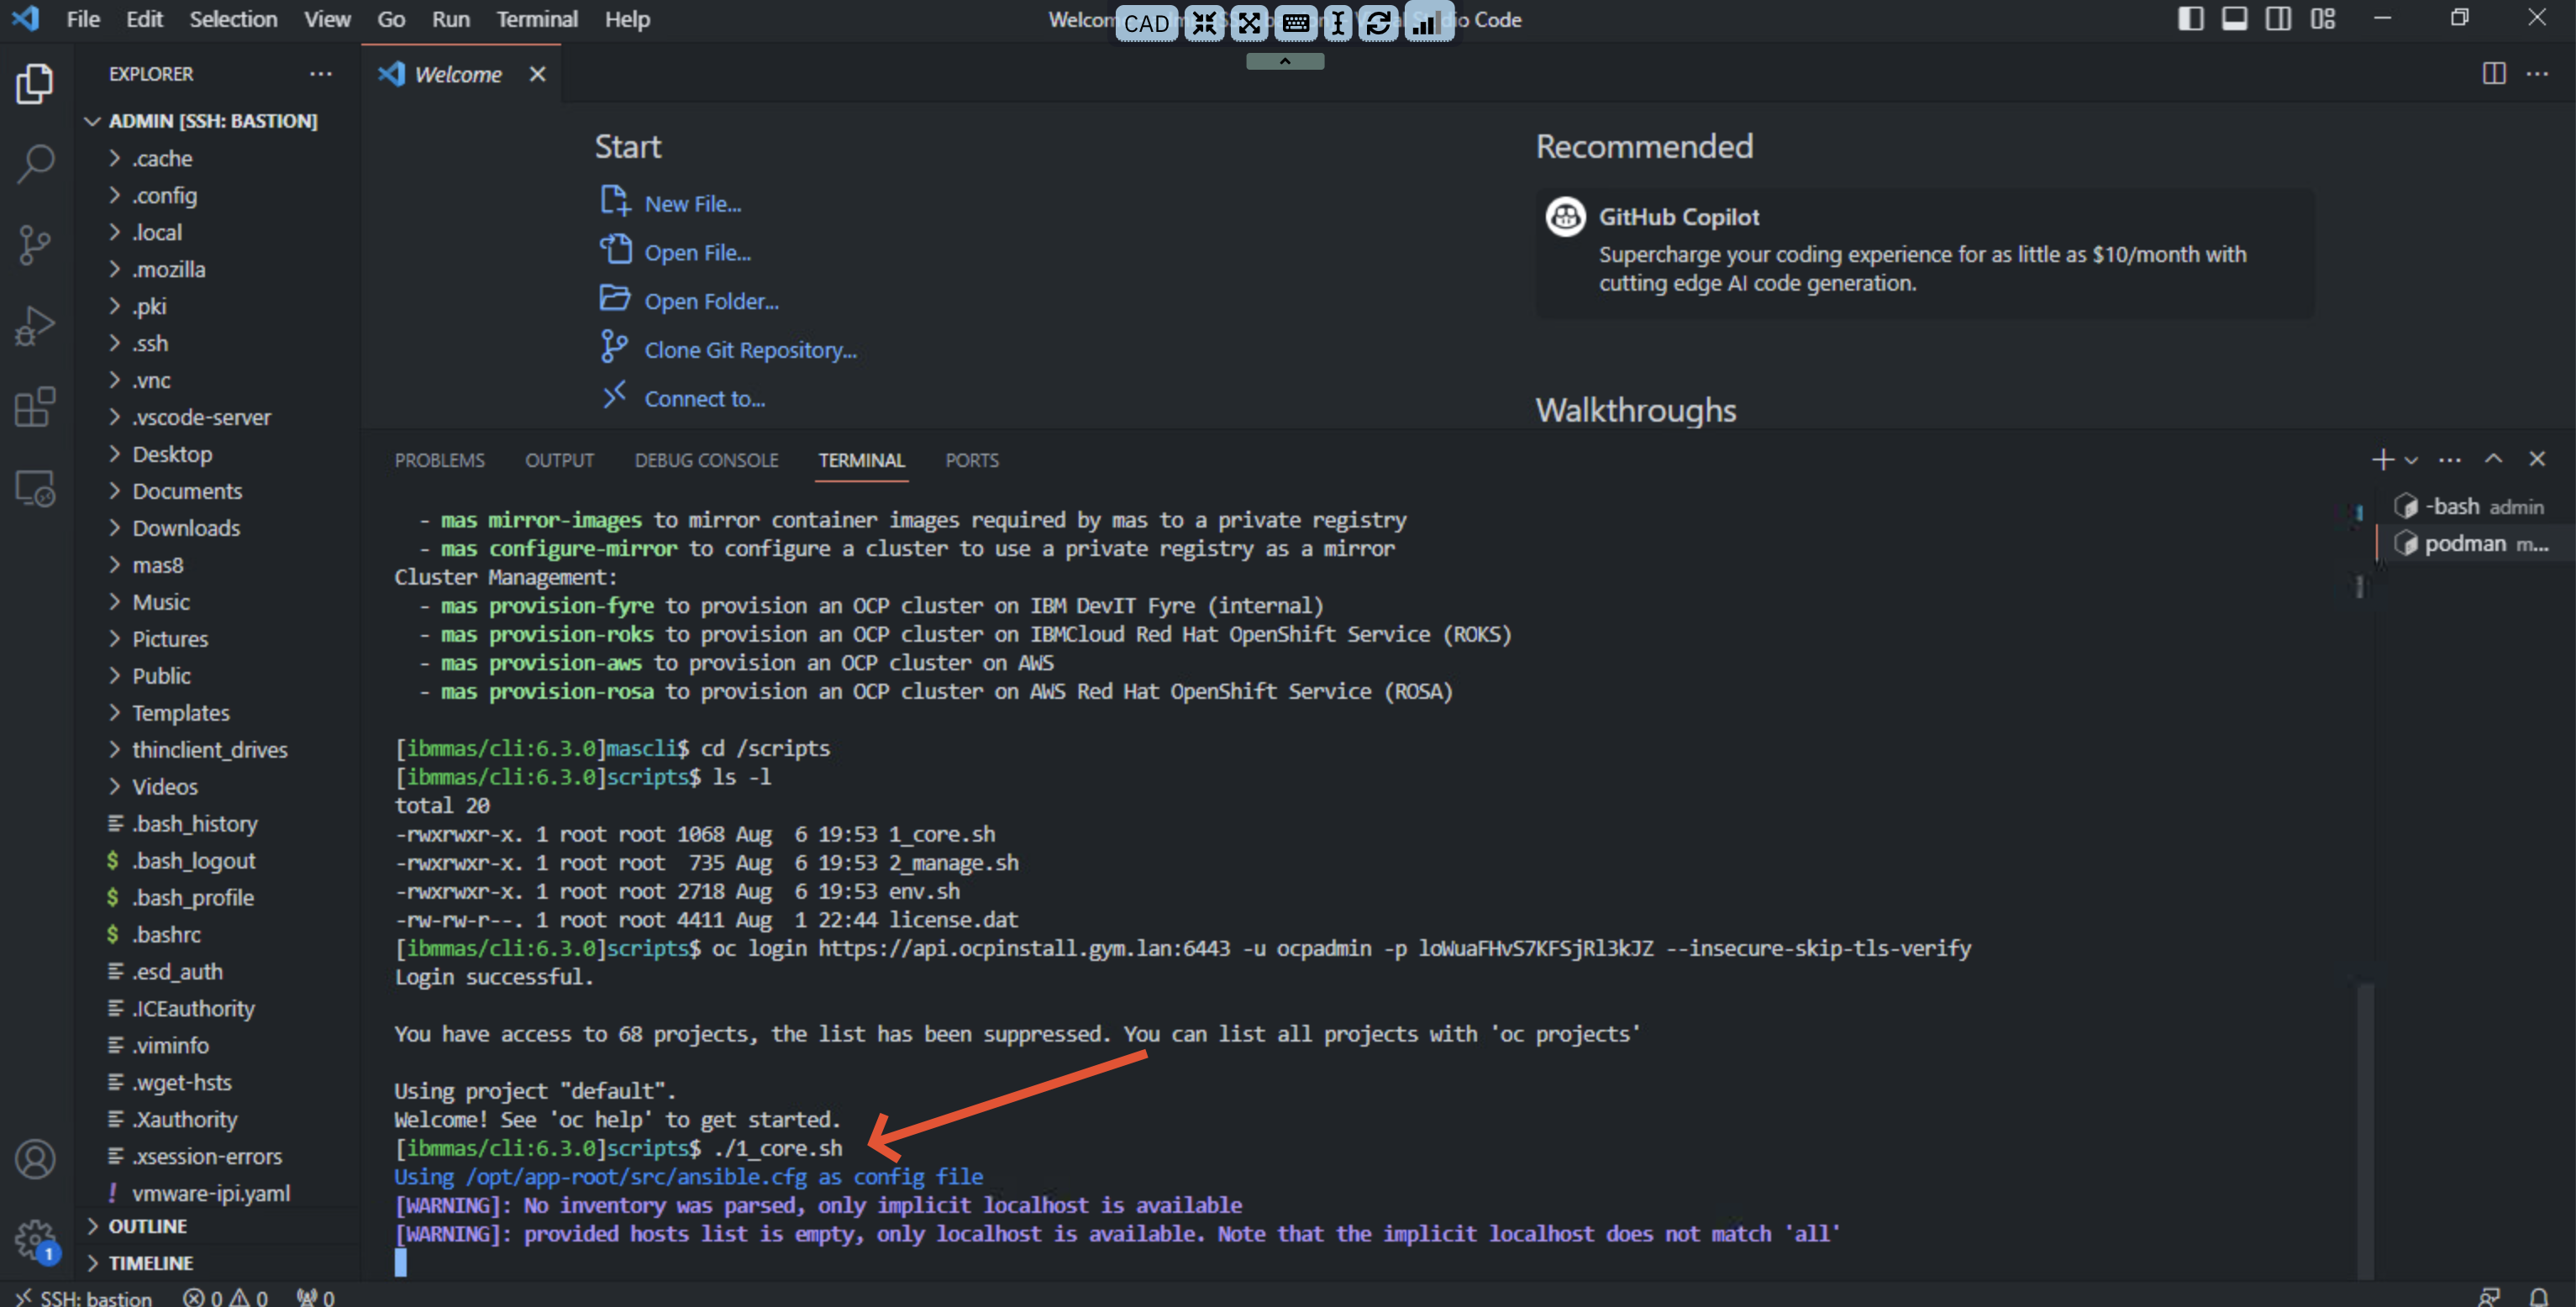 File Edit Selection View Go Run Terminal Help
CAD
Code
EXPLORER
Welcome
ADMIN [SSH: BASTION]
.cache
.config
.local
.mozilla
.pki
.ssh
.vnc
.vscode-server
Desktop
Documents
Downloads
mas8
Music
Pictures
Public
Templates
thinclient_drives
Videos
.bash_history
$ .bash_logout
$ .bash_profile
$ .bashrc
.esd_auth
.ICEauthority
.viminfo
.wget-hsts
.Xauthority
.xsession-errors
! vmware-ipi.yaml
OUTLINE
TIMELINE
1
Start
New File...
Open File...
Open Folder...
Clone Git Repository...
Connect to...
Recommended
GitHub Copilot
Supercharge your coding experience for as little as $10/month with
cutting edge AI code generation.
Walkthroughs
PROBLEMS OUTPUT DEBUG CONSOLE TERMINAL PORTS
-bash admin
podman m...
- mas mirror-images to mirror container images required by mas to a private registry
- mas configure-mirror to configure a cluster to use a private registry as a mirror
Cluster Management:
- mas provision-fyre to provision an OCP cluster on IBM DevIT Fyre (internal)
- mas provision-roks to provision an OCP cluster on IBMCloud Red Hat OpenShift Service (ROKS)
- mas provision-aws to provision an OCP cluster on AWS
- mas provision-rosa to provision an OCP cluster on AWS Red Hat OpenShift Service (ROSA)
[ibmmas/cli:6.3.0]mascli$ cd /scripts
[ibmmas/cli:6.3.0]scripts$ ls -l
total 20
-rwxrwxr-x. 1 root root 1068 Aug 6 19:53 1_core.sh
-rwxrwxr-x. 1 root root 735 Aug 6 19:53 2_manage.sh
-rwxrwxr-x. 1 root root 2718 Aug 6 19:53 env.sh
-rw-rw-r--. 1 root root 4411 Aug 1 22:44 license.dat
[ibmmas/cli:6.3.0]scripts$ oc login https://api.ocpinstall.gym.lan:6443 -u ocpadmin -p loWuaFHvS7KFSjRl3kJZ --insecure-skip-tls-verify
Login successful.
You have access to 68 projects, the list has been suppressed. You can list all projects with 'oc projects'
Using project "default".
Welcome! See 'oc help' to get started.
[ibmmas/cli:6.3.0]scripts$ ./1_core.sh
Using /opt/app-root/src/ansible.cfg as config file
[WARNING]: No inventory was parsed, only implicit localhost is available
[WARNING]: provided hosts list is empty, only localhost is available. Note that the implicit localhost does not match 'all'
SSH: bastion 0 0 0